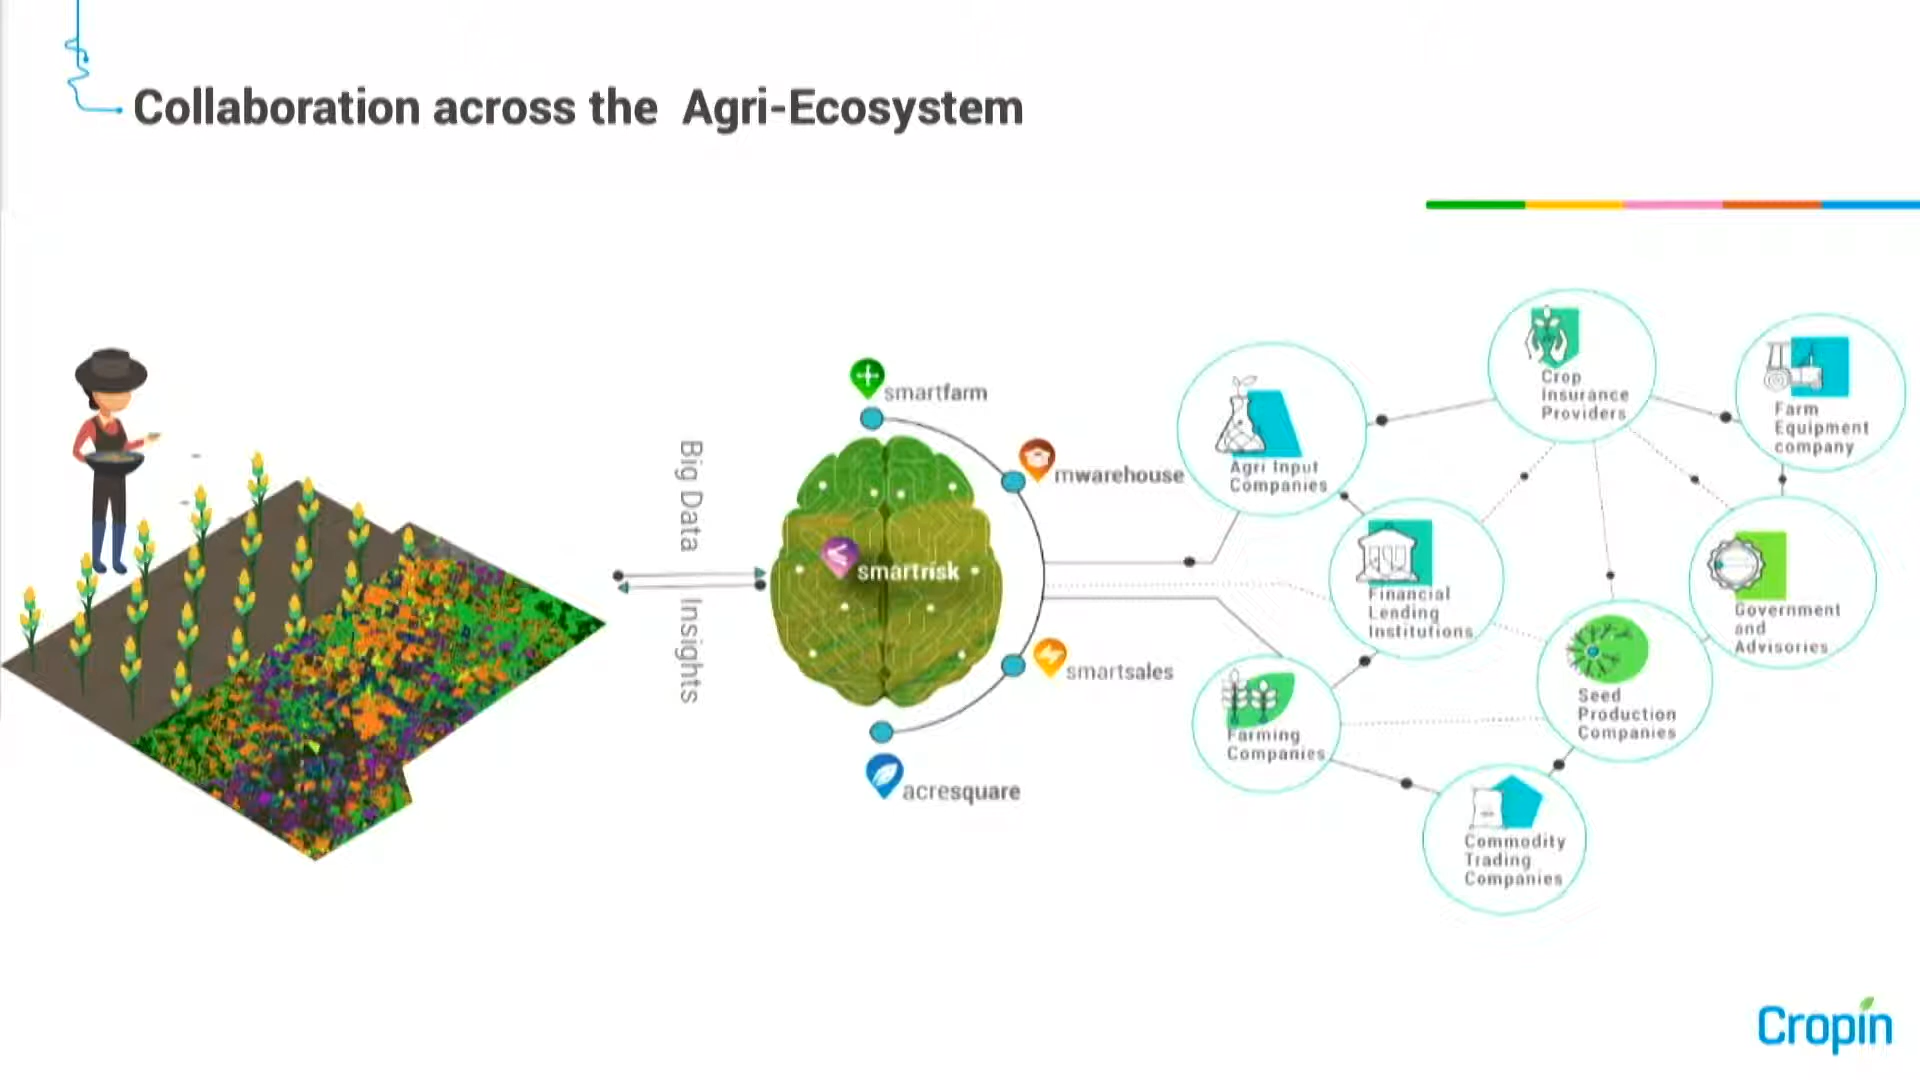 Collaboration across the Agri-Ecosystem
Big Data
Insights
smartfarm
mwarehouse
smartrisk
smartsales
acresquare
Agri Input
Companies
Crop
Insurance
Providers
Farm
Equipment
company
Financial
Lending
Institutions
Government
and
Advisories
Seed
Production
Companies
Farming
Companies
Commodity
Trading
Companies
Cropin